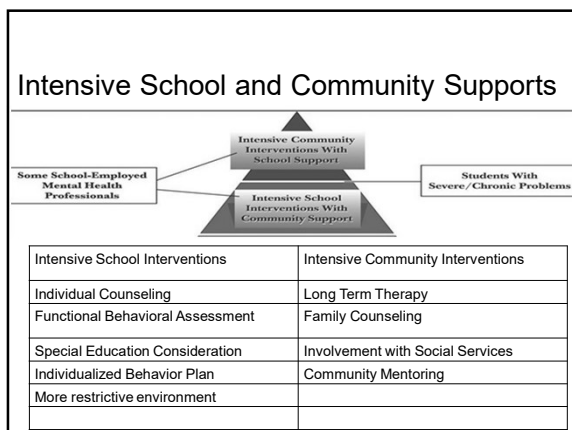 Intensive School and Community Supports
Intensive Community
Interventions With
School Support
Some School-Employed
Mental Health
Professionals
Students With
Severe/Chronic Problems
Intensive School
Interventions With
Community Support
Intensive School Interventions
Intensive Community Interventions
Individual Counseling
Long Term Therapy
Functional Behavioral Assessment
Family Counseling
Special Education Consideration
Involvement with Social Services
Individualized Behavior Plan
Community Mentoring
More restrictive environment